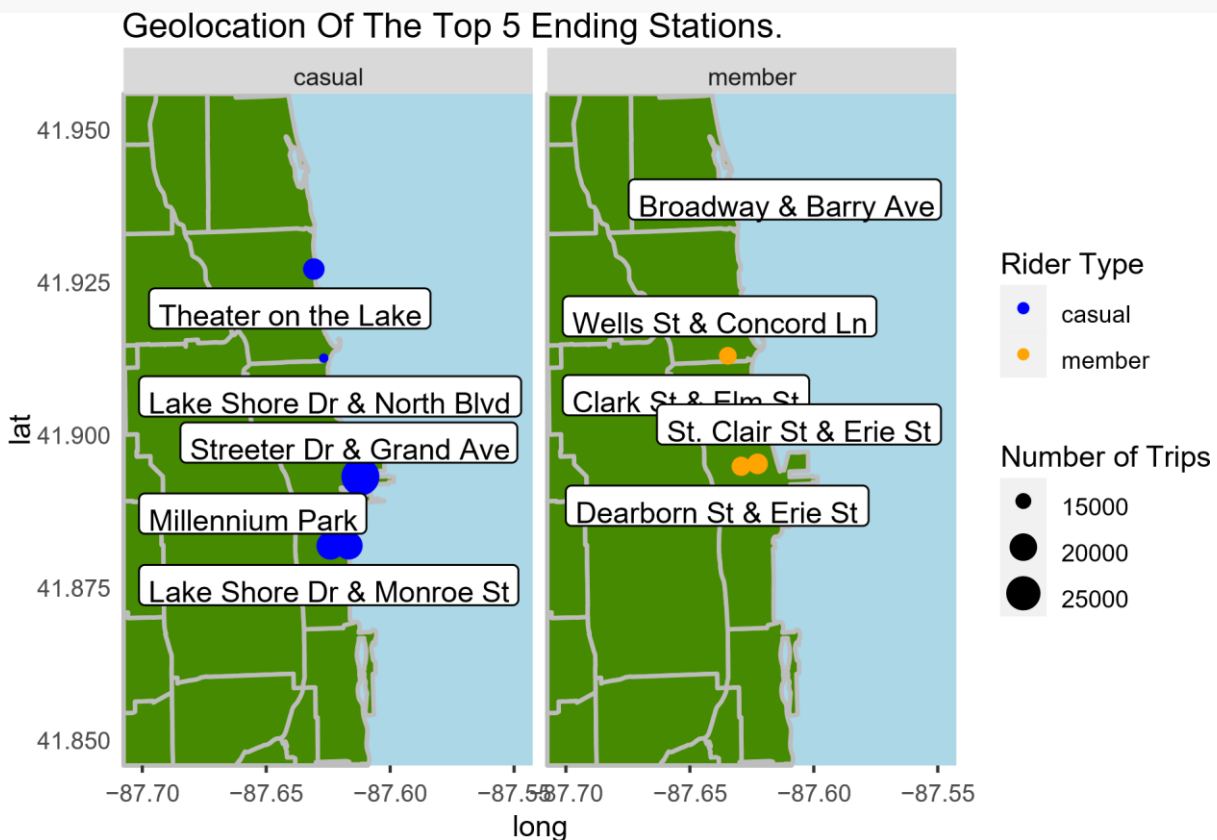 Geolocation Of The Top 5 Ending Stations.
casual
member
41.950
41.925
41.900
41.875
41.850
lat
Theater on the Lake
Lake Shore Dr & North Blvd
Streeter Dr & Grand Ave
Millennium Park
Lake Shore Dr & Monroe St
Broadway & Barry Ave
Wells St & Concord Ln
Clark St & Elm St
St. Clair St & Erie St
Dearborn St & Erie St
−87.70
−87.65
−87.60
−87.55
−87.70
−87.65
−87.60
−87.55
long
Rider Type
casual
member
Number of Trips
15000
20000
25000